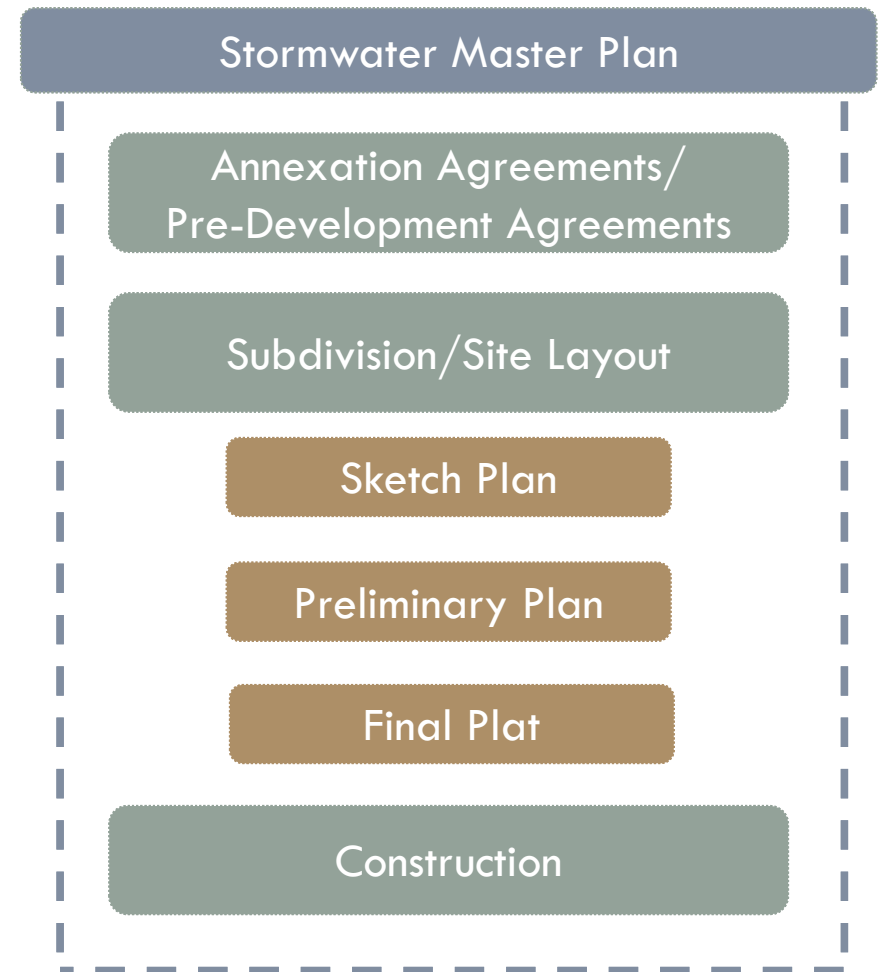 Stormwater Master Plan
Annexation Agreements/
Pre-Development Agreements
Subdivision/Site Layout
Sketch Plan
Preliminary Plan
Final Plat
Construction